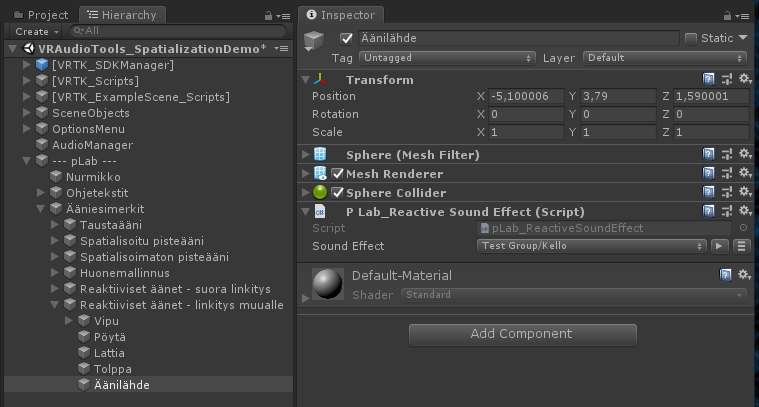 Project
Hierarchy
Create
All
VRAudioTools_SpatializationDemo*
[VRTK_SDKManager]
[VRTK_Scripts]
[VRTK_ExampleScene_Scripts]
SceneObjects
OptionsMenu
AudioManager
--- pLab ---
Nurmikko
Ohjetekstit
Ääniesimerkit
Taustaääni
Spatialisoitu pisteääni
Spatialisoimaton pisteääni
Huonemallinnus
Reaktiiviset äänet - suora linkitys
Reaktiiviset äänet - linkitys muualle
Vipu
Pöytä
Lattia
Tolppa
Äänilähde
Inspector
Äänilähde
Static
Tag Untagged Layer Default
Transform
Position X -5,100006 Y 3,79 Z 1,590001
Rotation X 0 Y 0 Z 0
Scale X 1 Y 1 Z 1
Sphere (Mesh Filter)
Mesh Renderer
Sphere Collider
P Lab_Reactive Sound Effect (Script)
Script pLab_ReactiveSoundEffect
Sound Effect Test Group/Kello
Default-Material
Shader Standard
Add Component